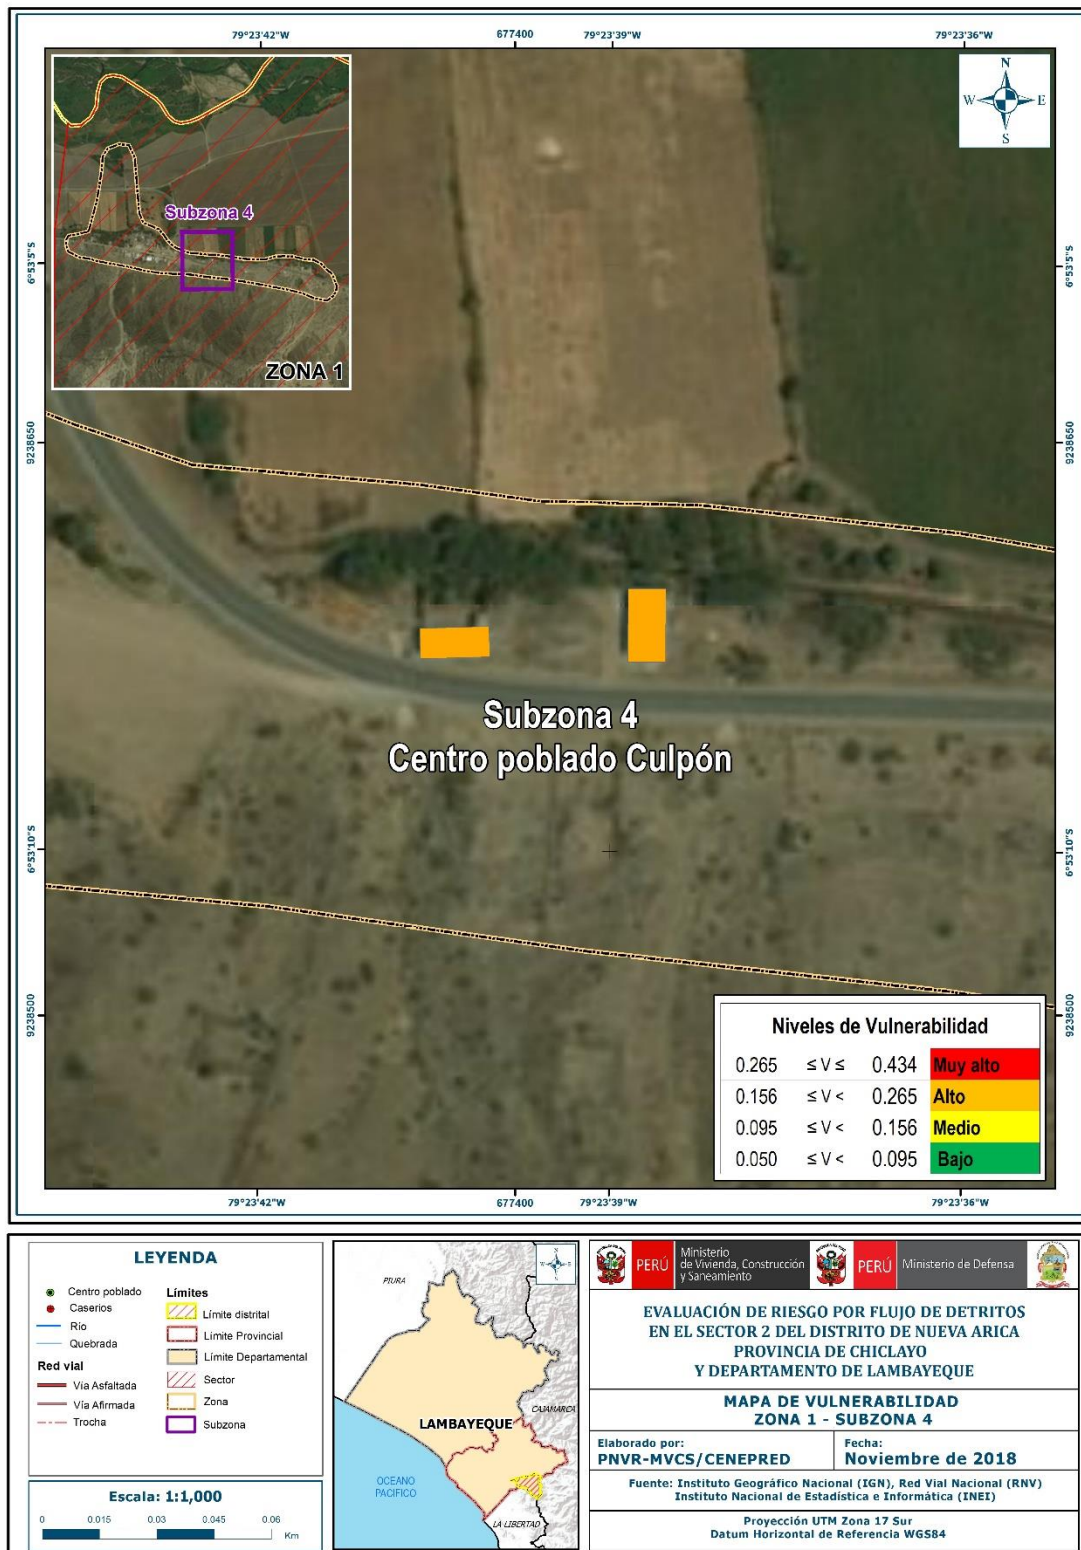 79°23'42"W
677400
79°23'39"W
79°23'36"W
N
W
E
S
Subzona 4
ZONA 1
6°53'5"S
6°53'5"S
9238650
9238650
Subzona 4
Centro poblado Culpón
6°53'10"S
6°53'10"S
9238500
9238500
Niveles de Vulnerabilidad
0.265 ≤ V ≤ 0.434 Muy alto
0.156 ≤ V < 0.265 Alto
0.095 ≤ V < 0.156 Medio
0.050 ≤ V < 0.095 Bajo
79°23'42"W
677400
79°23'39"W
79°23'36"W
LEYENDA
Centro poblado
Caserios
Río
Quebrada
Red vial
Vía Asfaltada
Vía Afirmada
Trocha
Límites
Límite distrital
Límite Provincial
Límite Departamental
Sector
Zona
Subzona
Escala: 1:1,000
0 0.015 0.03 0.045 0.06
Km
PIURA
CAJAMARCA
LAMBAYEQUE
OCEANO
PACIFICO
LA LIBERTAD
PERÚ
Ministerio
de Vivienda, Construcción
y Saneamiento
PERÚ
Ministerio de Defensa
EVALUACIÓN DE RIESGO POR FLUJO DE DETRITOS
EN EL SECTOR 2 DEL DISTRITO DE NUEVA ARICA
PROVINCIA DE CHICLAYO
Y DEPARTAMENTO DE LAMBAYEQUE
MAPA DE VULNERABILIDAD
ZONA 1 - SUBZONA 4
Elaborado por:
PNVR-MVCS/CENEPRED
Fecha:
Noviembre de 2018
Fuente: Instituto Geográfico Nacional (IGN), Red Vial Nacional (RNV)
Instituto Nacional de Estadística e Informática (INEI)
Proyección UTM Zona 17 Sur
Datum Horizontal de Referencia WGS84